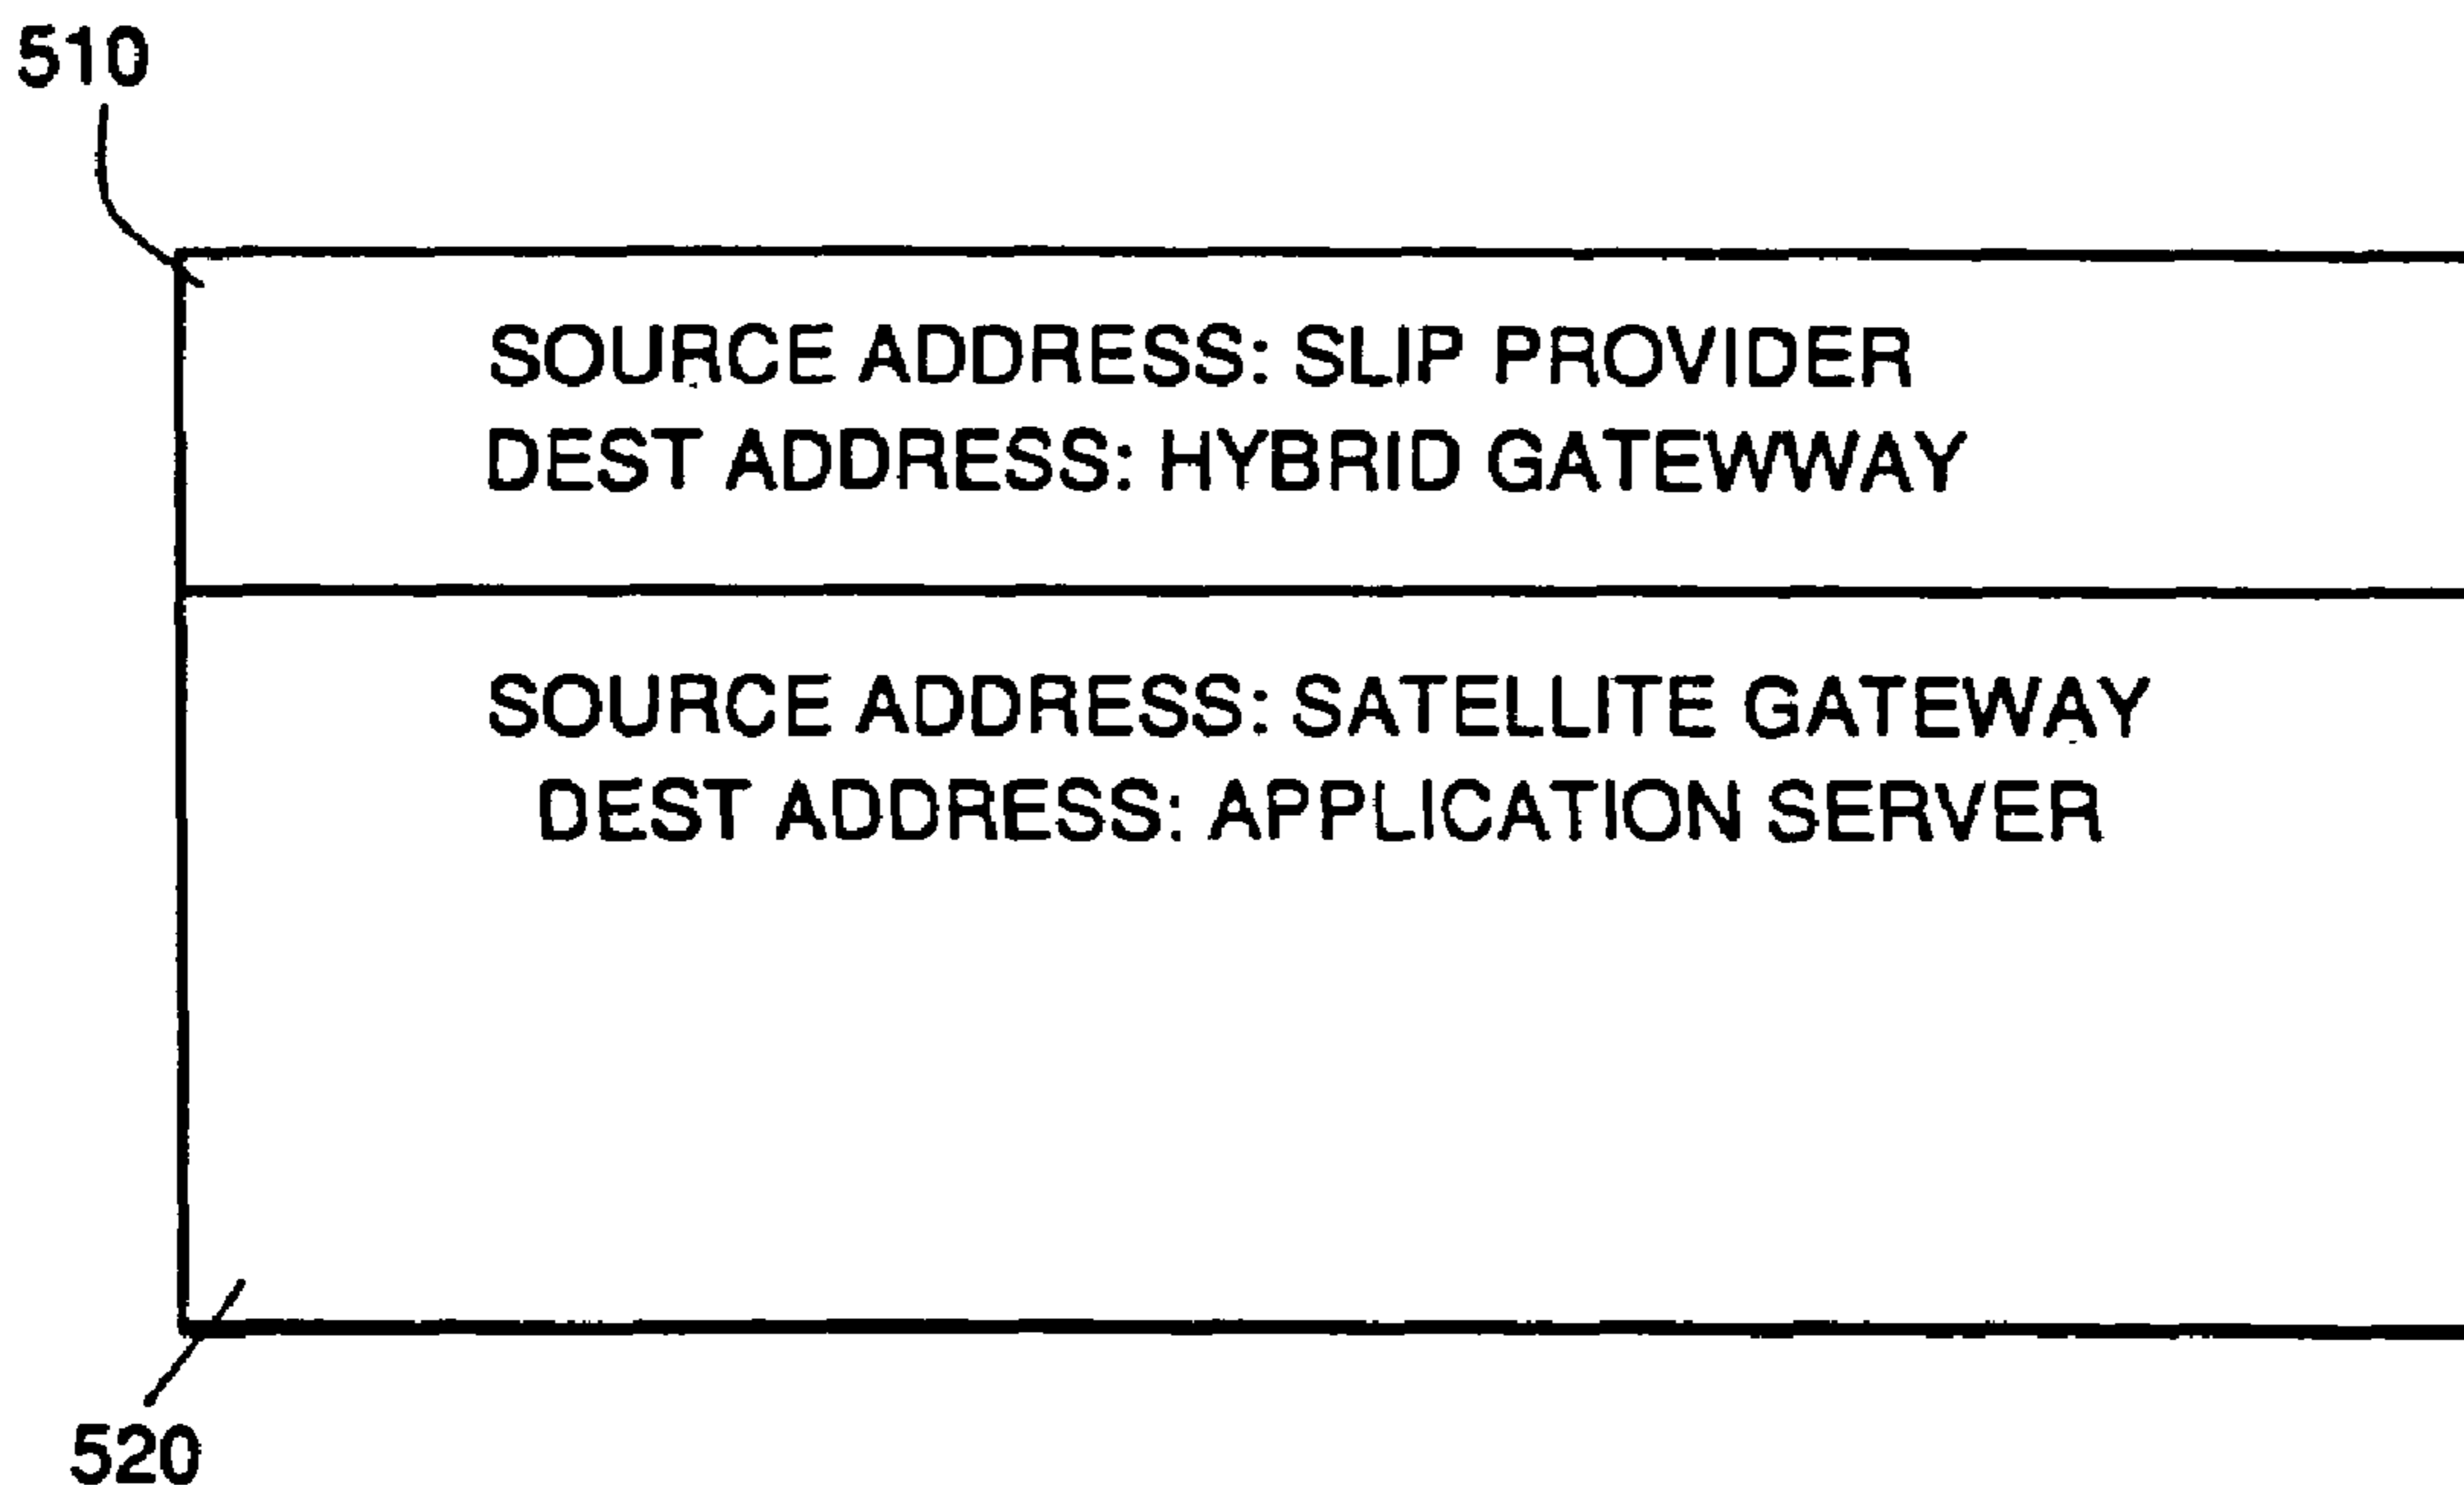 510
SOURCE ADDRESS: SLIP PROVIDER
DEST ADDRESS: HYBRID GATEWWAY
SOURCE ADDRESS: SATELLITE GATEWAY
DEST ADDRESS: APPLICATION SERVER
520